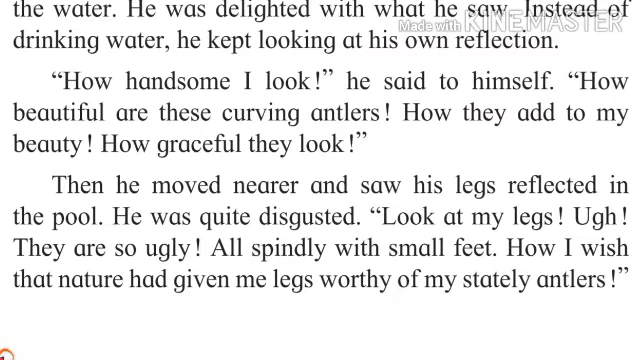 the water. He was delighted with what he saw. Instead of
Made with KINEMASTER
drinking water, he kept looking at his own reflection.
“How handsome I look!” he said to himself. “How
beautiful are these curving antlers! How they add to my
beauty! How graceful they look!”
Then he moved nearer and saw his legs reflected in
the pool. He was quite disgusted. “Look at my legs! Ugh!
They are so ugly! All spindly with small feet. How I wish
that nature had given me legs worthy of my stately antlers!”